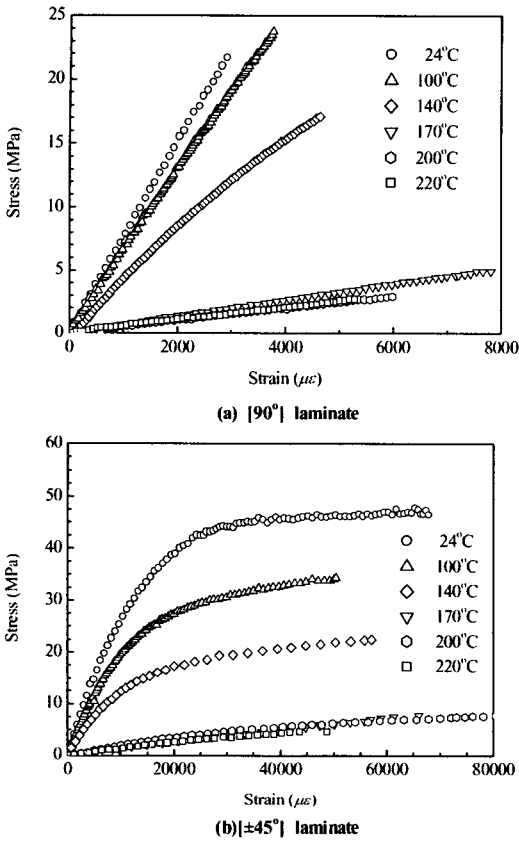 25
20
15
10
5
0
Stress (MPa)
24°C
100°C
140°C
170°C
200°C
220°C
0 2000 4000 6000 8000
Strain (με)
(a) [90°] laminate
60
50
40
30
20
10
0
Stress (MPa)
24°C
100°C
140°C
170°C
200°C
220°C
0 20000 40000 60000 80000
Strain (με)
(b)[±45°] laminate